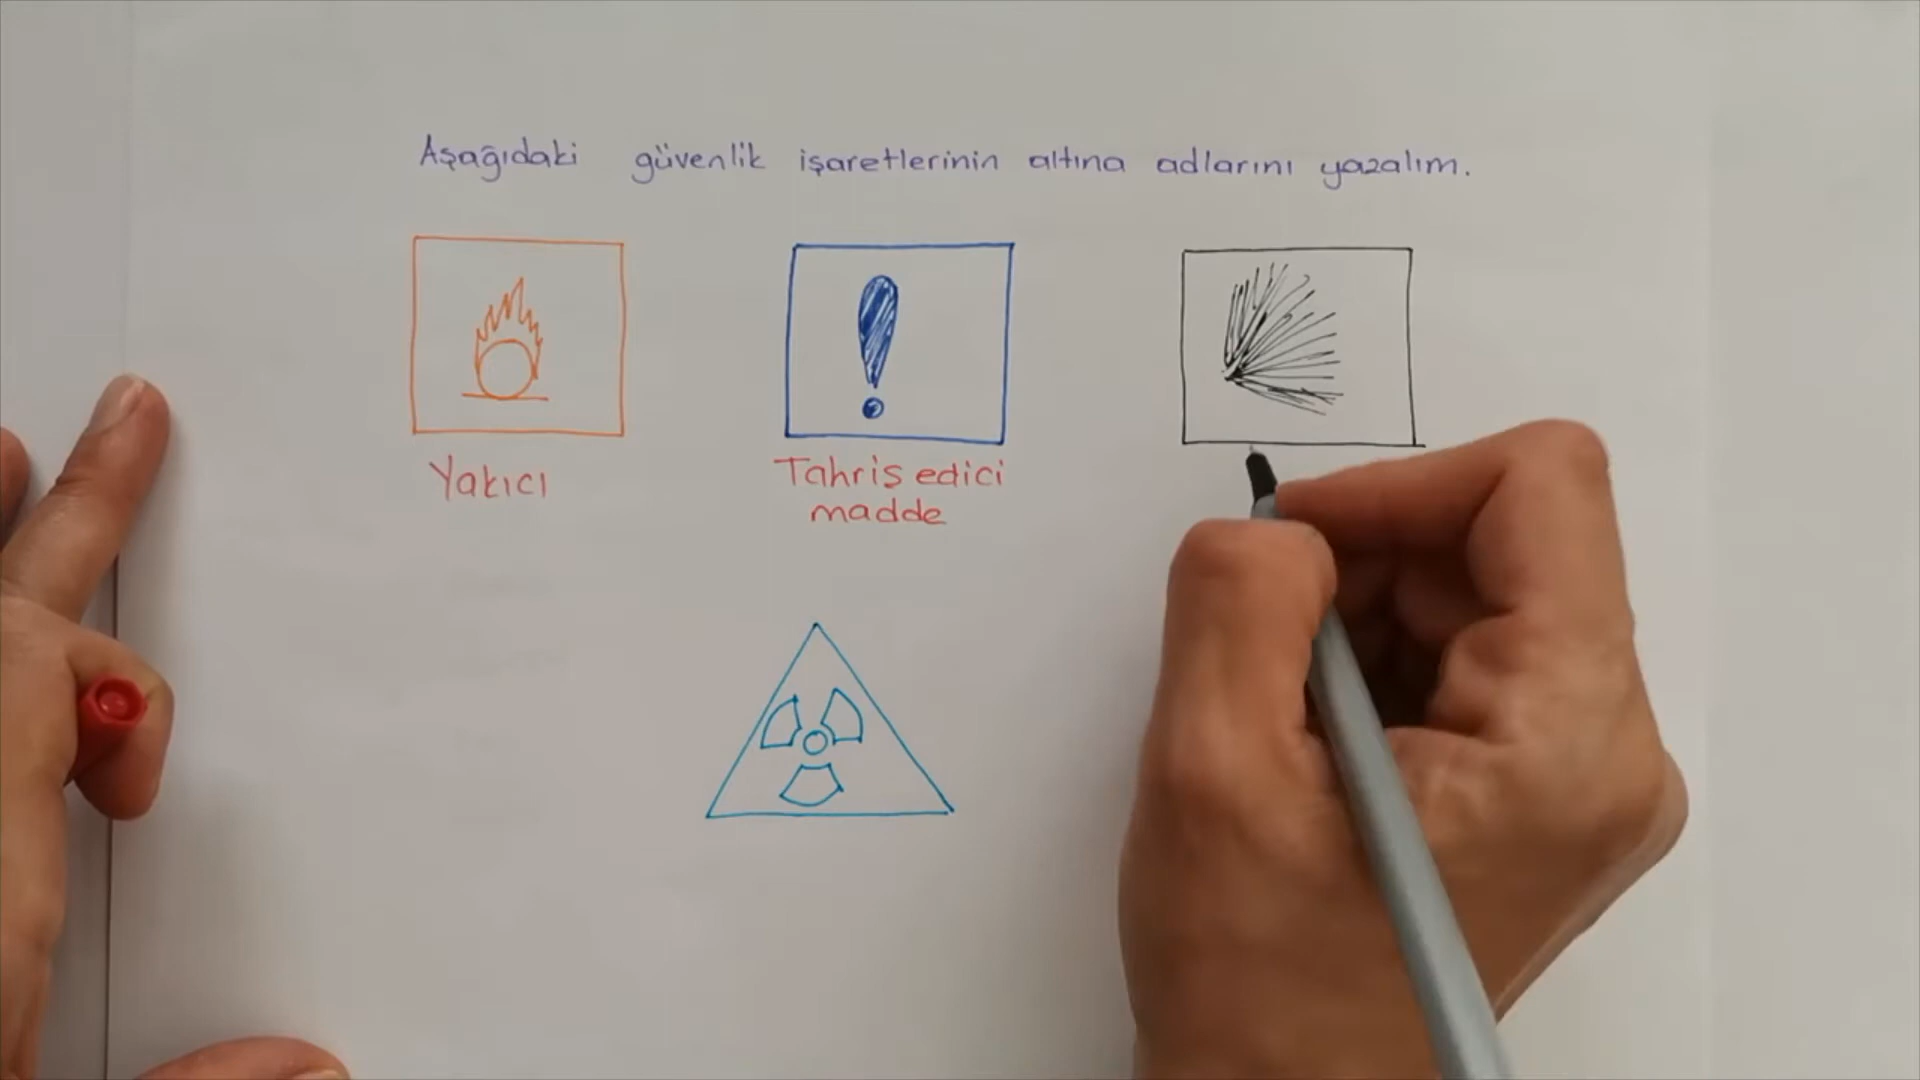 Aşağıdaki güvenlik işaretlerinin altına adlarını yazalım.
Yakıcı
Tahriş edici
madde